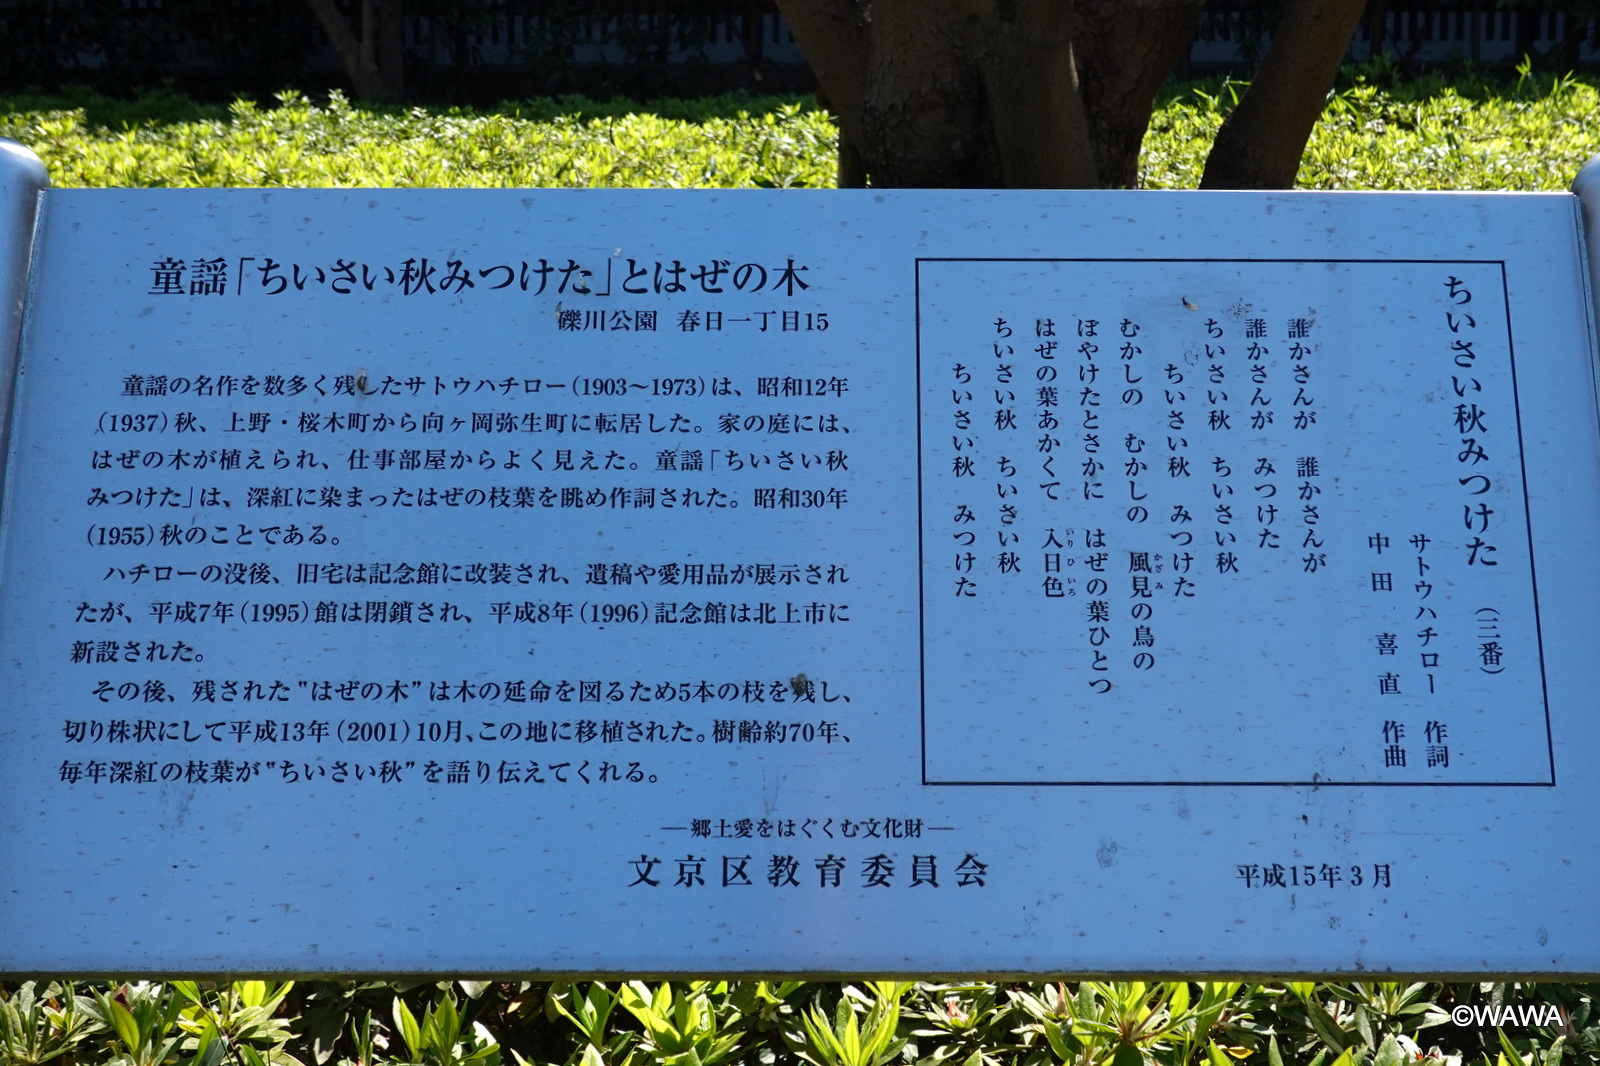 童謡「ちいさい秋みつけた」とはぜの木
礫川公園 春日一丁目15
童謡の名作を数多く残したサトウハチロー（1903～1973）は、昭和12年
（1937）秋、上野・桜木町から向ヶ岡弥生町に転居した。家の庭には、
はぜの木が植えられ、仕事部屋からよく見えた。童謡「ちいさい秋
みつけた」は、深紅に染まったはぜの枝葉を眺め作詞された。昭和30年
（1955）秋のことである。
ハチローの没後、旧宅は記念館に改装され、遺稿や愛用品が展示され
たが、平成7年（1995）館は閉鎖され、平成8年（1996）記念館は北上市に
新設された。
その後、残された"はぜの木"は木の延命を図るため5本の枝を残し、
切り株状にして平成13年（2001）10月、この地に移植された。樹齢約70年、
毎年深紅の枝葉が"ちいさい秋"を語り伝えてくれる。
ちいさい秋みつけた （三番）
サトウハチロー 作詞
中田 喜直 作曲
誰かさんが 誰かさんが
誰かさんが みつけた
ちいさい秋 ちいさい秋
ちいさい秋 みつけた
むかしの むかしの 風見の鳥の
かざみ
ぼやけたとさかに はぜの葉ひとつ
はぜの葉あかくて 入日色
いりひいろ
ちいさい秋 ちいさい秋
ちいさい秋 みつけた
―郷土愛をはぐくむ文化財―
文京区教育委員会
平成15年3月
©WAWA